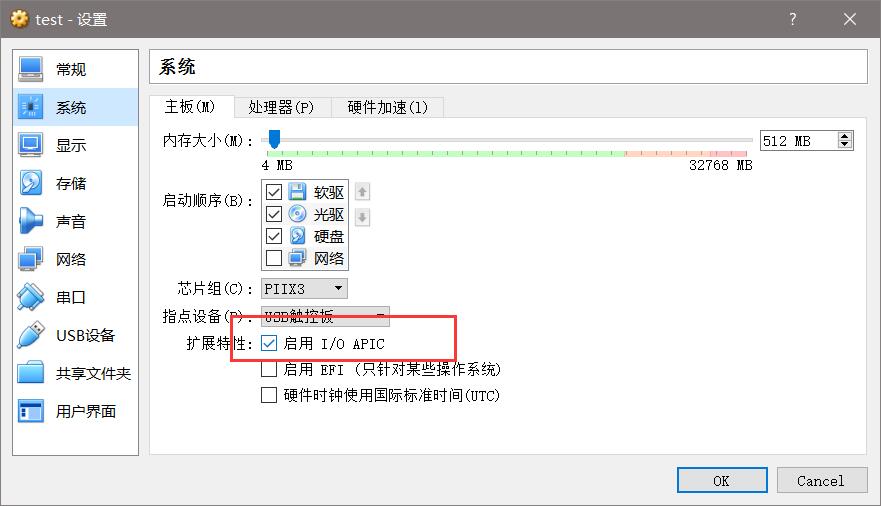 test - 设置
?
常规
系统
显示
存储
声音
网络
串口
USB设备
共享文件夹
用户界面
系统
主板(M) 处理器(P) 硬件加速(l)
内存大小(M): 512 MB
4 MB 32768 MB
启动顺序(B):
软驱
光驱
硬盘
网络
芯片组(C): PIIX3
指点设备(P): USB触控板
扩展特性: 启用 I/O APIC
启用 EFI (只针对某些操作系统)
硬件时钟使用国际标准时间(UTC)
OK Cancel